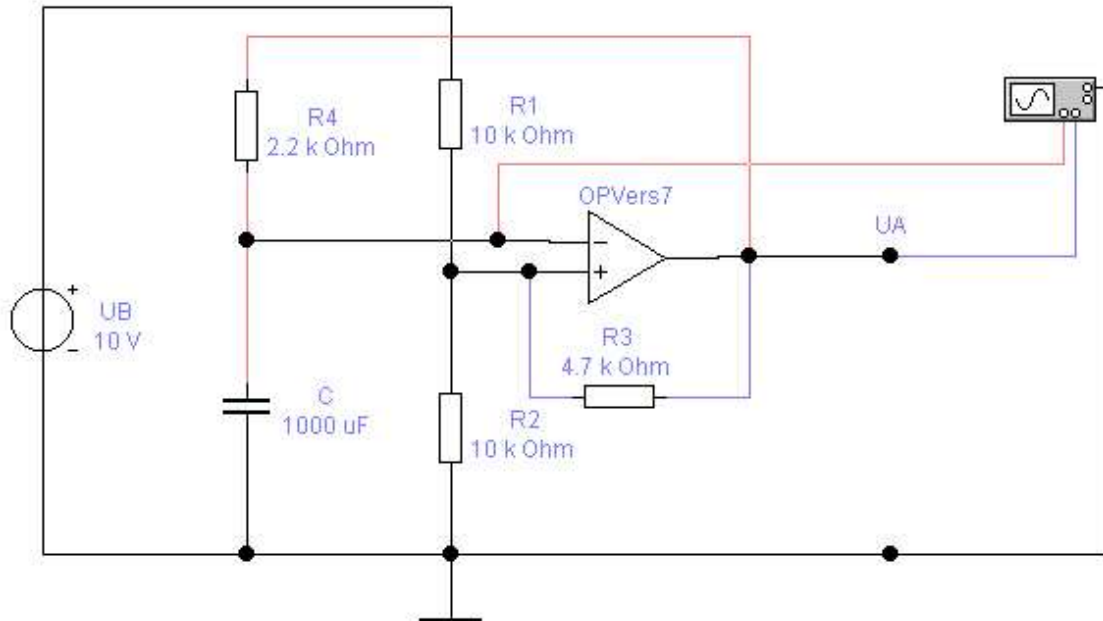 R4
2.2 k Ohm
R1
10 k Ohm
OPVers7
−
+
UA
+
UB
10 V
−
R3
4.7 k Ohm
C
1000 uF
R2
10 k Ohm